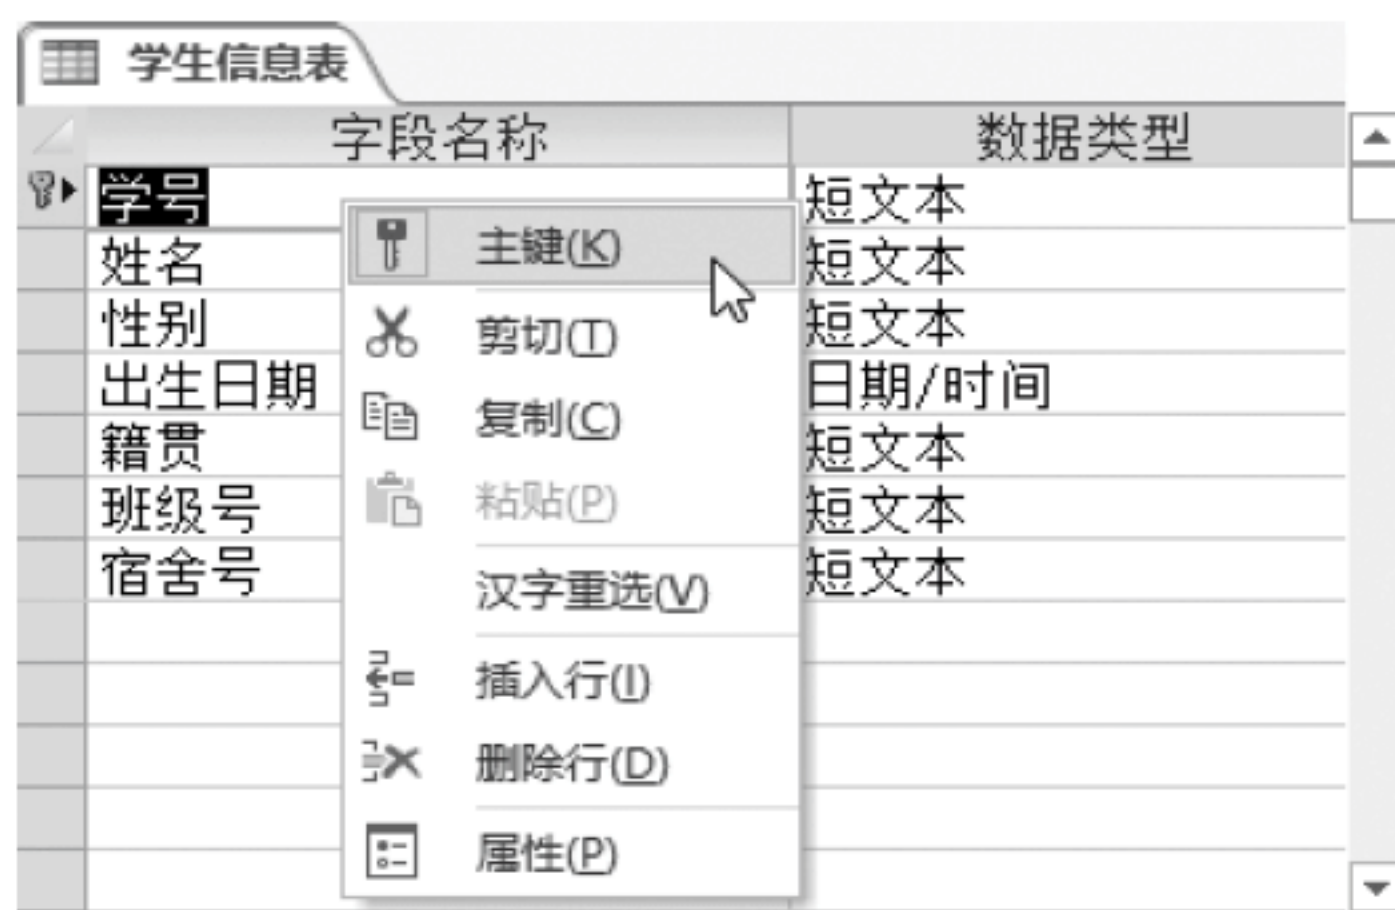 学生信息表
字段名称 数据类型
学号 短文本
姓名 短文本
性别 短文本
出生日期 日期/时间
籍贯 短文本
班级号 短文本
宿舍号 短文本
主键(K)
剪切(T)
复制(C)
粘贴(P)
汉字重选(V)
插入行(I)
删除行(D)
属性(P)